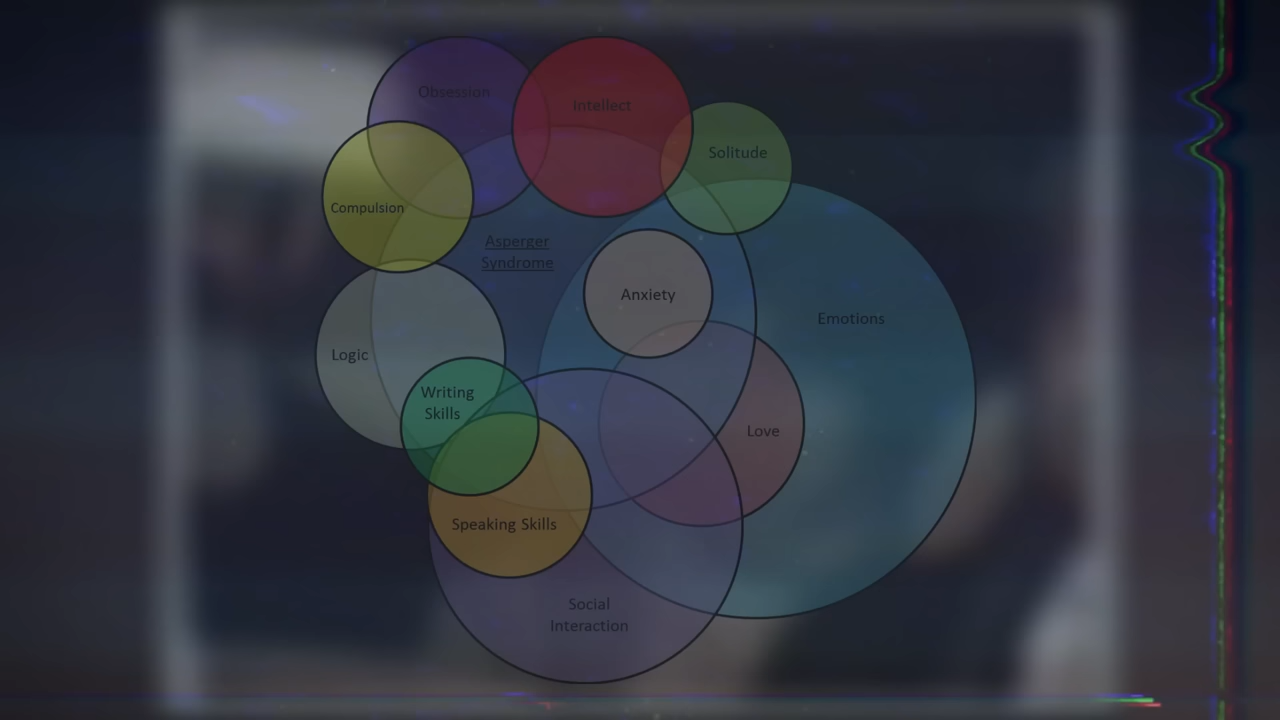 Obsession
Intellect
Solitude
Compulsion
Asperger
Syndrome
Anxiety
Emotions
Logic
Writing
Skills
Love
Speaking Skills
Social
Interaction